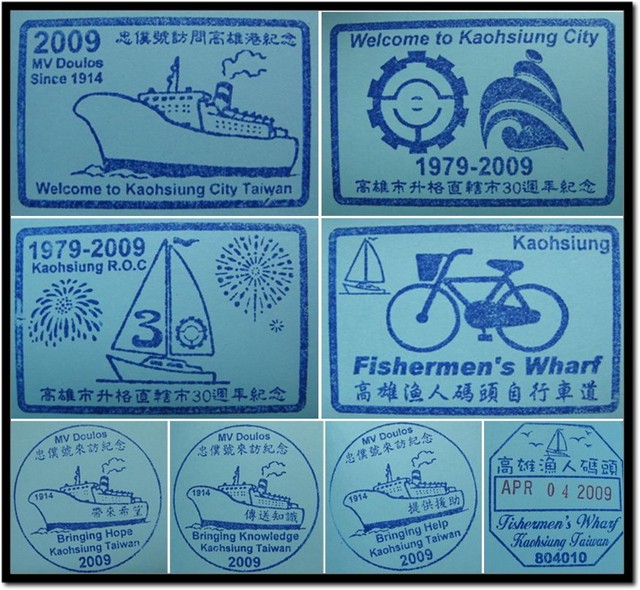 2009
忠僕號訪問高雄港紀念
MV Doulos
Since 1914
Welcome to Kaohsiung City Taiwan
Welcome to Kaohsiung City
1979-2009
高雄市升格直轄市30週年紀念
1979-2009
Kaohsiung R.O.C
3
高雄市升格直轄市30週年紀念
Kaohsiung
Fishermen's Wharf
高雄漁人碼頭自行車道
MV Doulos
忠僕號來訪紀念
1914
帶來希望
Bringing Hope
Kaohsiung Taiwan
2009
MV Doulos
忠僕號來訪紀念
1914
傳送知識
Bringing Knowledge
Kaohsiung Taiwan
2009
MV Doulos
忠僕號來訪紀念
1914
提供援助
Bringing Help
Kaohsiung Taiwan
2009
高雄漁人碼頭
APR 04 2009
Fishermen's Wharf
Kaohsiung Taiwan
804010